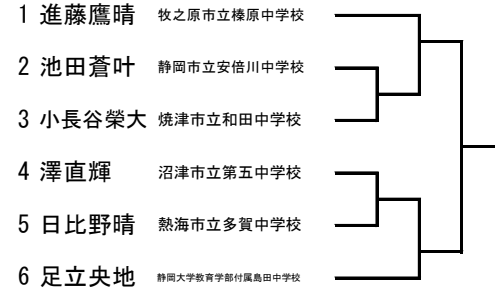 1 進藤鷹晴 牧之原市立榛原中学校
2 池田蒼叶 静岡市立安倍川中学校
3 小長谷榮大 焼津市立和田中学校
4 澤直輝 沼津市立第五中学校
5 日比野晴 熱海市立多賀中学校
6 足立央地 静岡大学教育学部付属島田中学校